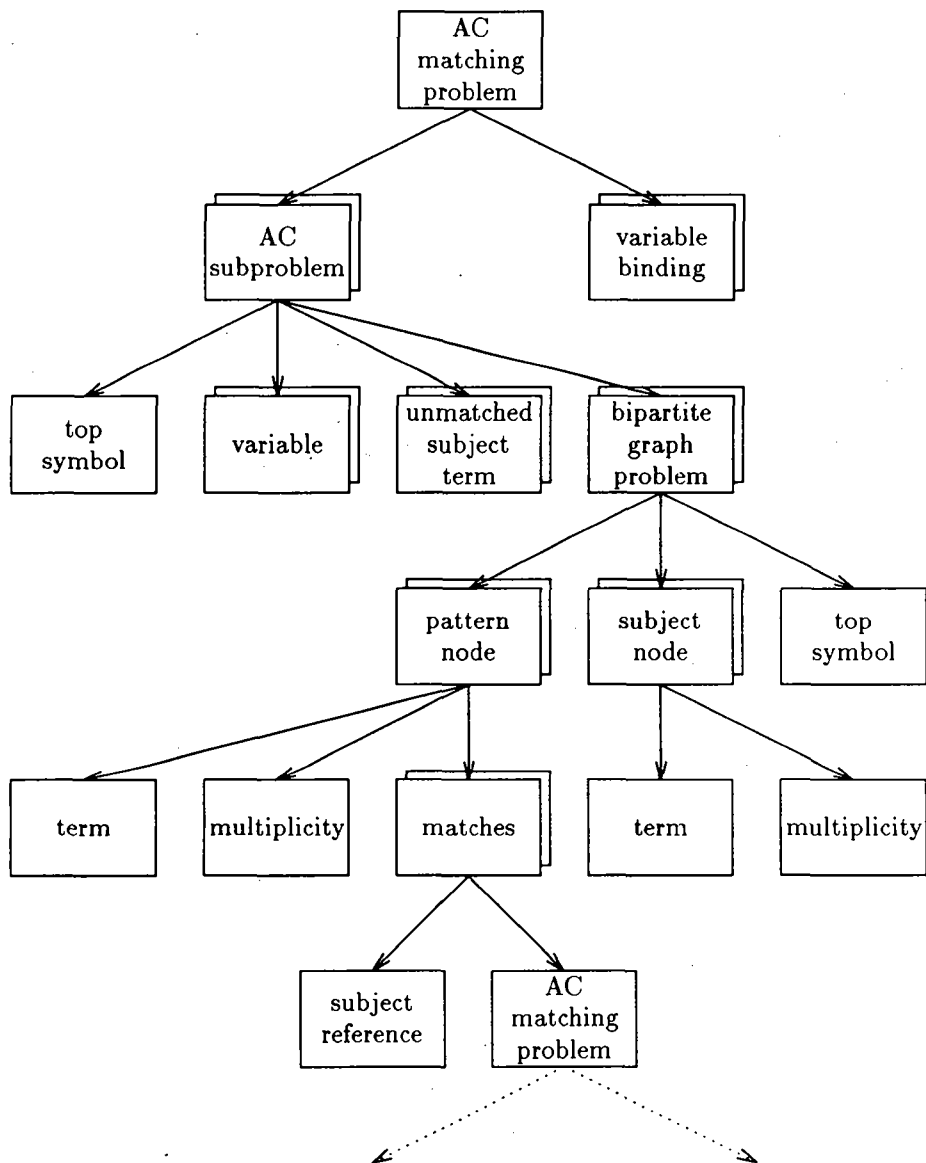 AC
matching
problem
AC
subproblem
variable
binding
top
symbol
variable
unmatched
subject
term
bipartite
graph
problem
pattern
node
subject
node
top
symbol
term
multiplicity
matches
term
multiplicity
subject
reference
AC
matching
problem